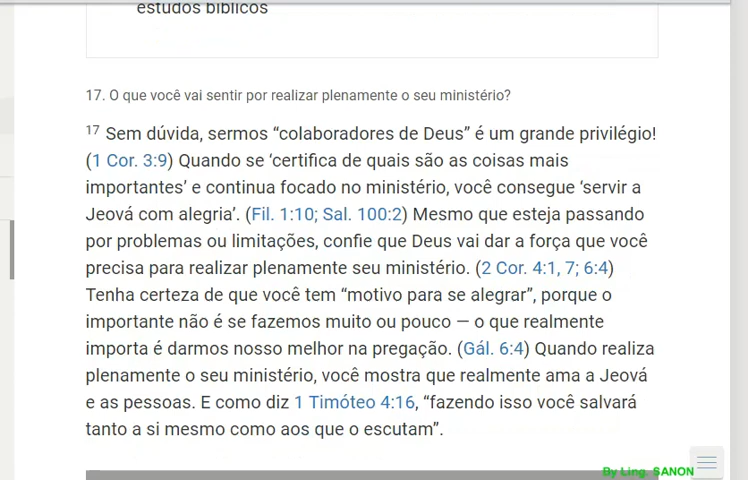 estudos bíblicos
17. O que você vai sentir por realizar plenamente o seu ministério?
17 Sem dúvida, sermos “colaboradores de Deus” é um grande privilégio!
(1 Cor. 3:9) Quando se ‘certifica de quais são as coisas mais
importantes’ e continua focado no ministério, você consegue ‘servir a
Jeová com alegria’. (Fil. 1:10; Sal. 100:2) Mesmo que esteja passando
por problemas ou limitações, confie que Deus vai dar a força que você
precisa para realizar plenamente seu ministério. (2 Cor. 4:1, 7; 6:4)
Tenha certeza de que você tem “motivo para se alegrar”, porque o
importante não é se fazemos muito ou pouco — o que realmente
importa é darmos nosso melhor na pregação. (Gál. 6:4) Quando realiza
plenamente o seu ministério, você mostra que realmente ama a Jeová
e as pessoas. E como diz 1 Timóteo 4:16, “fazendo isso você salvará
tanto a si mesmo como aos que o escutam”.
By Ling. SANON